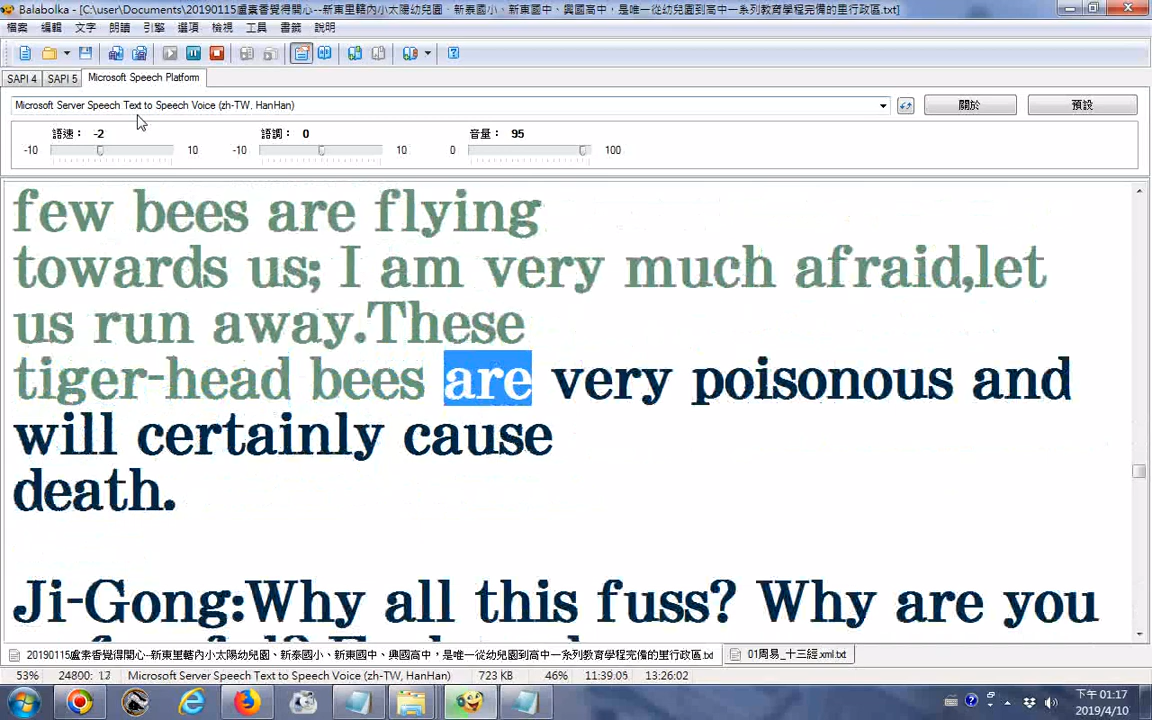 Balabolka - [C:\user\Documents\20190115盧素香覺得開心--新東里轄內小太陽幼兒園、新泰國小、新東國中、興國高中，是唯一從幼兒園到高中一系列教育學程完備的里行政區.txt]
檔案 編輯 文字 朗讀 引擎 選項 檢視 工具 書籤 說明
SAPI 4 SAPI 5 Microsoft Speech Platform
Microsoft Server Speech Text to Speech Voice (zh-TW, HanHan) 關於 預設
語速： -2 語調： 0 音量： 95
-10 10 -10 10 0 100
few bees are flying
towards us; I am very much afraid,let
us run away.These
tiger-head bees are very poisonous and
will certainly cause
death.
Ji-Gong:Why all this fuss? Why are you
20190115盧素香覺得開心--新東里轄內小太陽幼兒園、新泰國小、新東國中、興國高中，是唯一從幼兒園到高中一系列教育學程完備的里行政區.txt 01周易_十三經.xml.txt
53% 24800: 12 Microsoft Server Speech Text to Speech Voice (zh-TW, HanHan) 723 KB 46% 11:39:05 13:26:02
下午 01:17
2019/4/10